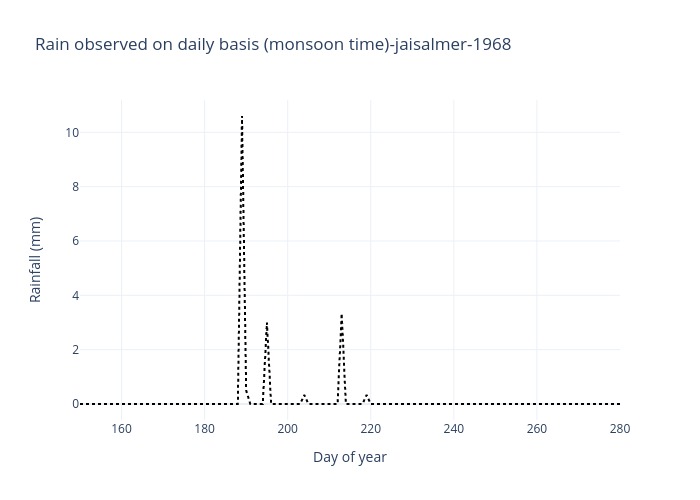 Rain observed on daily basis (monsoon time)-jaisalmer-1968
10
8
6
4
2
0
Rainfall (mm)
160 180 200 220 240 260 280
Day of year